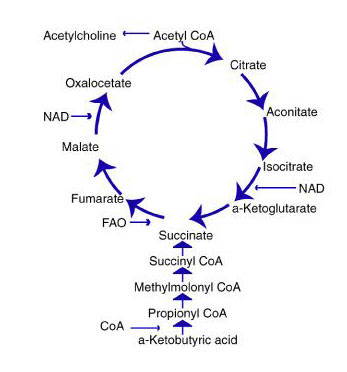 Acetylcholine
Acetyl CoA
Citrate
Oxalocetate
Aconitate
NAD
Malate
Isocitrate
NAD
Fumarate
a-Ketoglutarate
FAO
Succinate
Succinyl CoA
Methylmolonyl CoA
Propionyl CoA
CoA
a-Ketobutyric acid